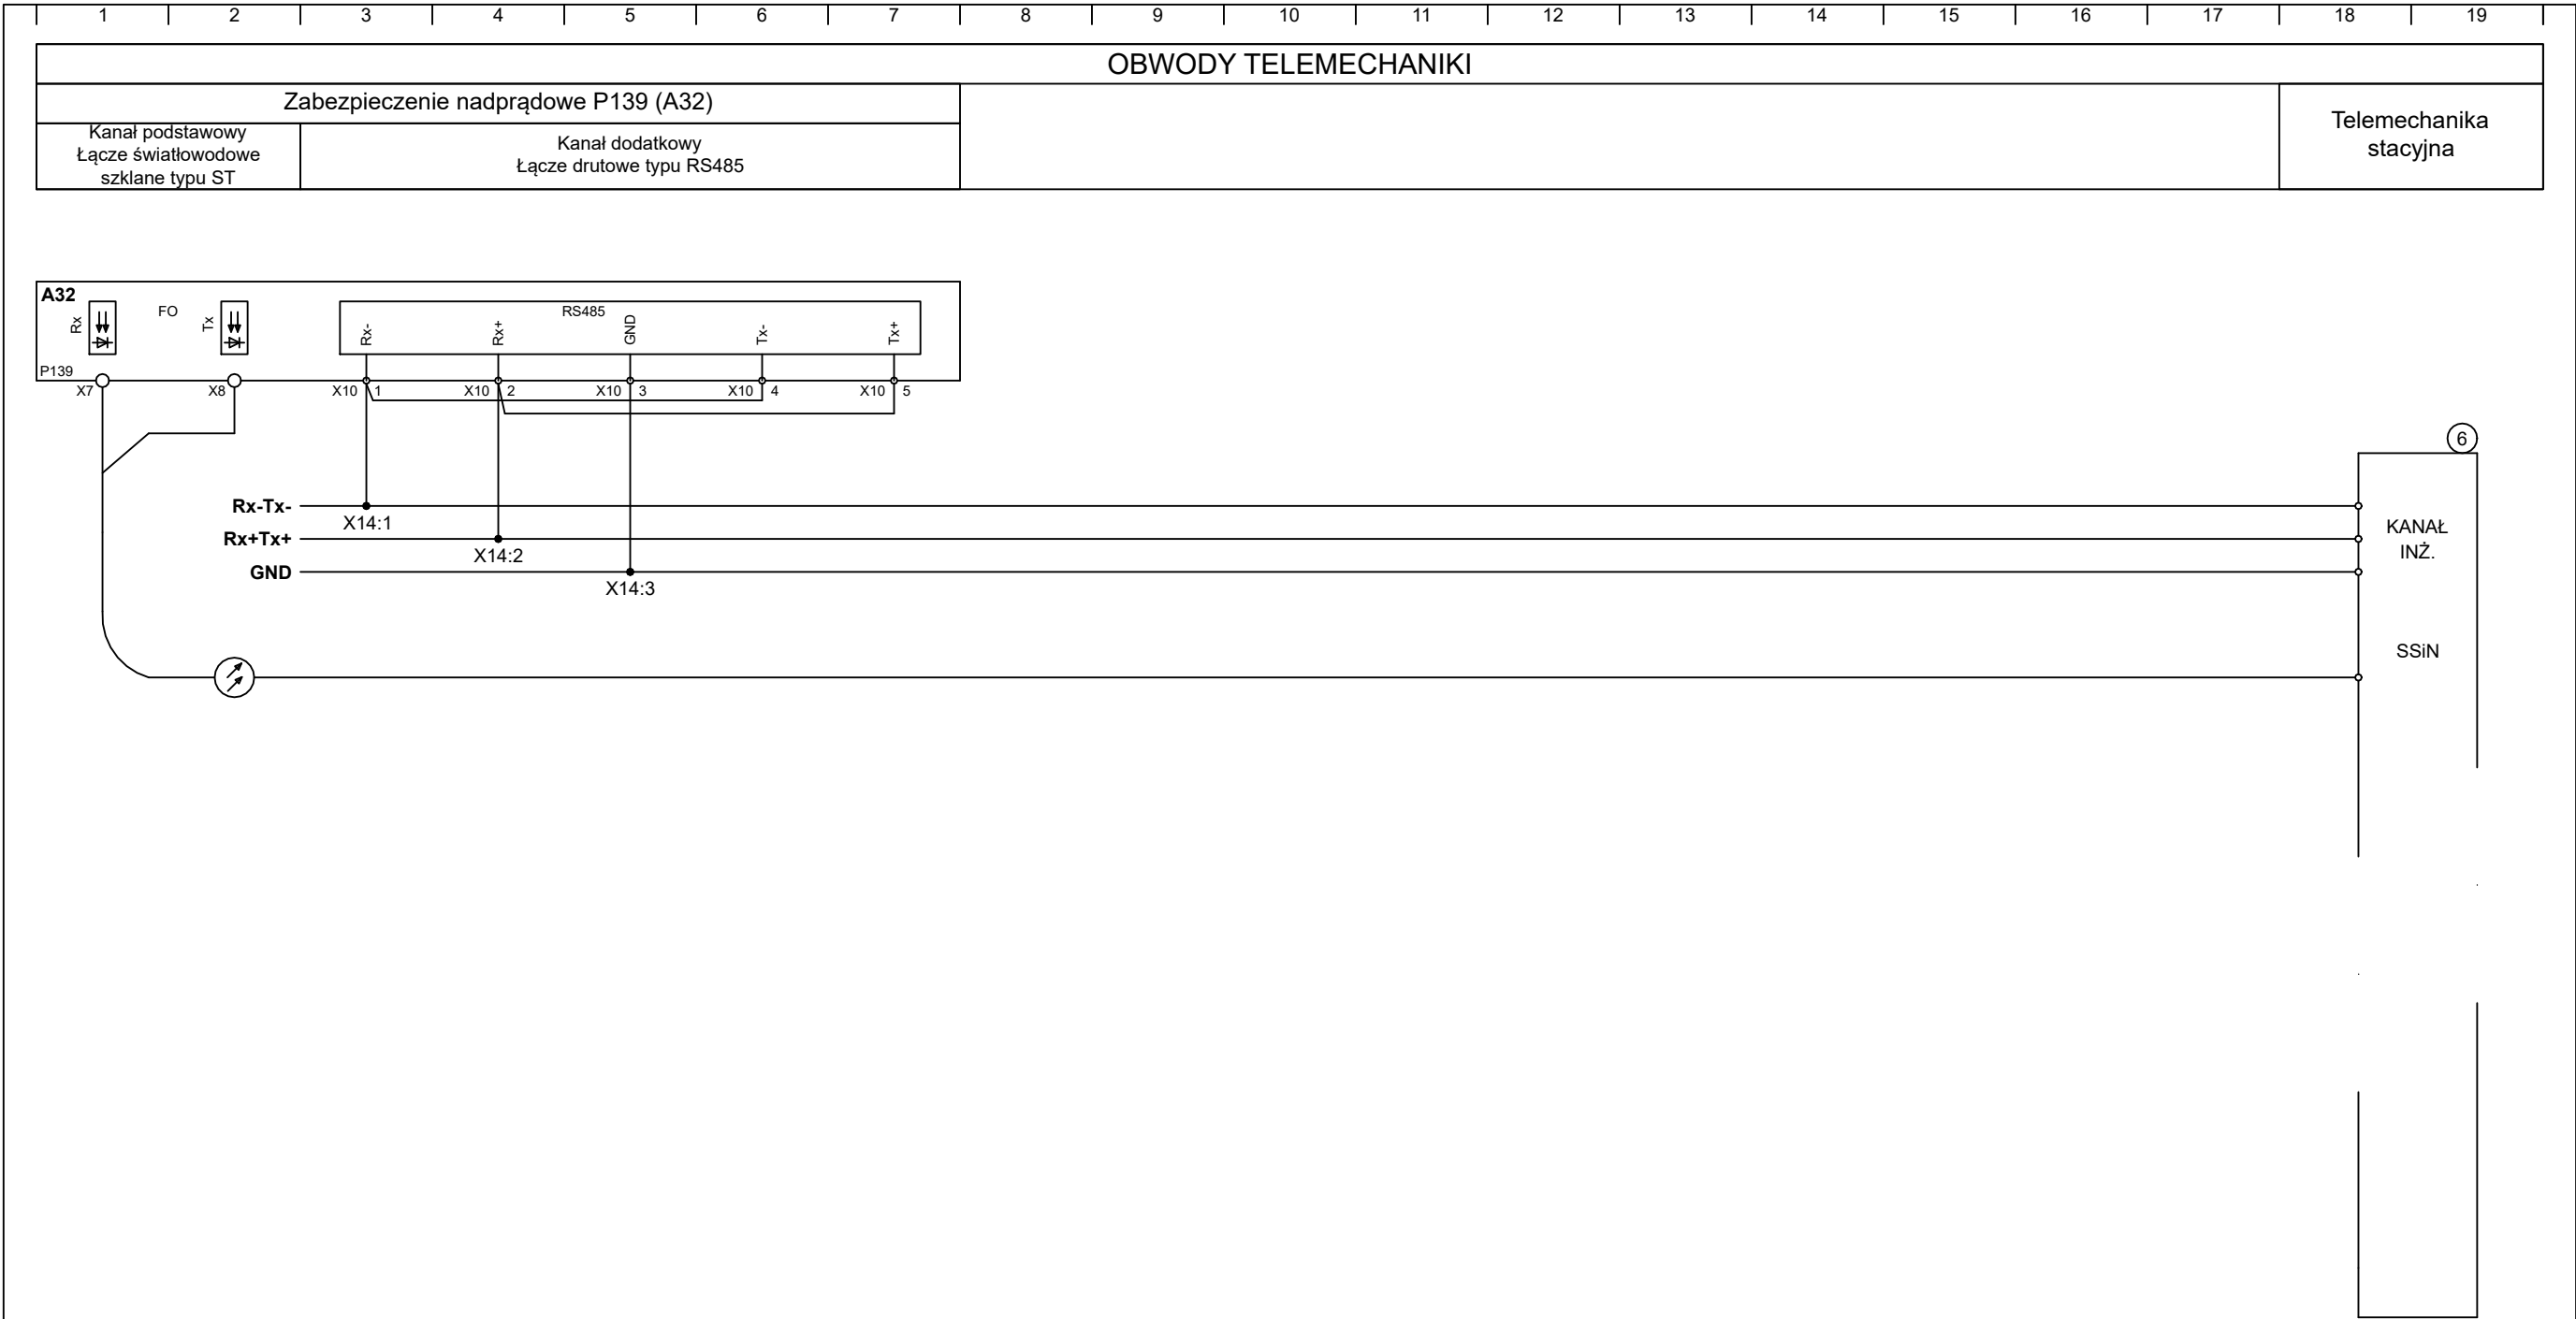 1 2 3 4 5 6 7 8 9 10 11 12 13 14 15 16 17 18 19
OBWODY TELEMECHANIKI
Zabezpieczenie nadprądowe P139 (A32)
Kanał podstawowy
Łącze światłowodowe
szklane typu ST
Kanał dodatkowy
Łącze drutowe typu RS485
Telemechanika
stacyjna
A32
Rx
FO
Tx
RS485
Rx-
Rx+
GND
Tx-
Tx+
P139
X7
X8
X10 1
X10 2
X10 3
X10 4
X10 5
6
Rx-Tx-
X14:1
Rx+Tx+
X14:2
GND
X14:3
KANAŁ
INŻ.
SSiN